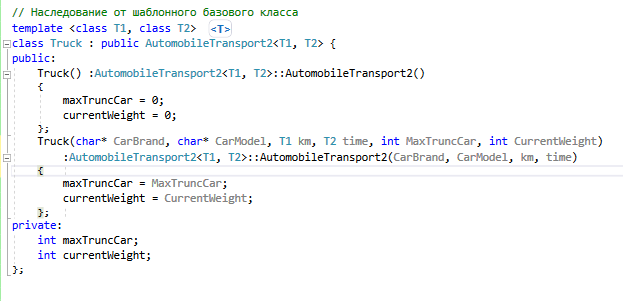 // Наследование от шаблонного базового класса
template <class T1, class T2> <T>
class Truck : public AutomobileTransport2<T1, T2> {
public:
    Truck() :AutomobileTransport2<T1, T2>::AutomobileTransport2()
    {
        maxTruncCar = 0;
        currentWeight = 0;
    };
    Truck(char* CarBrand, char* CarModel, T1 km, T2 time, int MaxTruncCar, int CurrentWeight)
        :AutomobileTransport2<T1, T2>::AutomobileTransport2(CarBrand, CarModel, km, time)
    {
        maxTruncCar = MaxTruncCar;
        currentWeight = CurrentWeight;
    };
private:
    int maxTruncCar;
    int currentWeight;
};